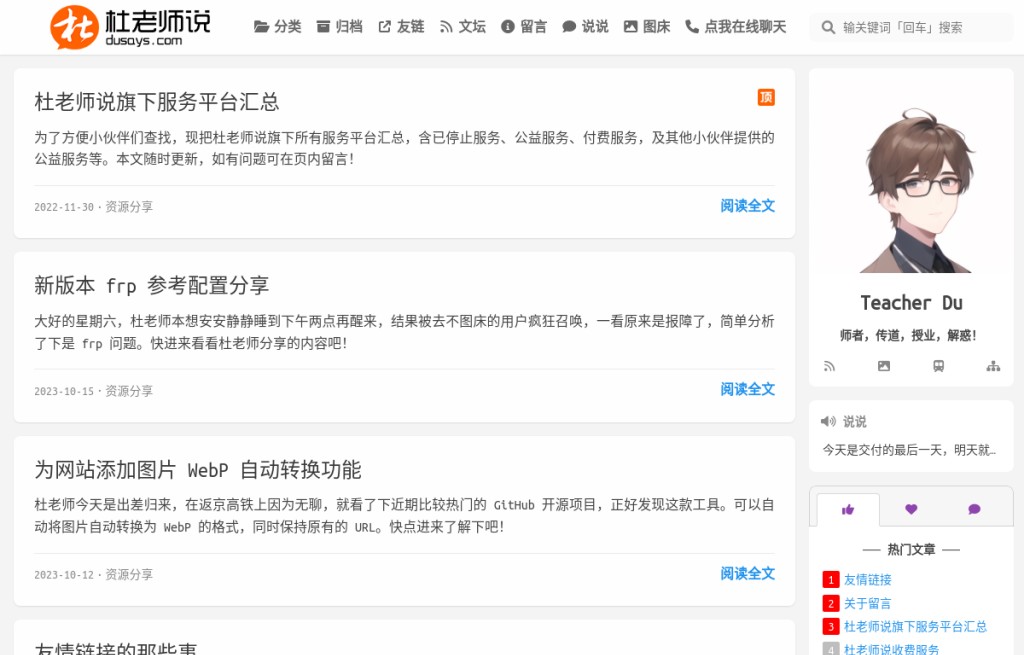 杜老师说
dusays.com
分类 归档 友链 文坛 留言 说说 图床 点我在线聊天
输关键词「回车」搜索
杜老师说旗下服务平台汇总
顶
为了方便小伙伴们查找，现把杜老师说旗下所有服务平台汇总，含已停止服务、公益服务、付费服务，及其他小伙伴提供的
公益服务等。本文随时更新，如有问题可在页内留言！
2022-11-30 · 资源分享
阅读全文
新版本 frp 参考配置分享
大好的星期六，杜老师本想安安静静睡到下午两点再醒来，结果被去不图床的用户疯狂召唤，一看原来是报障了，简单分析
了下是 frp 问题。快进来看看杜老师分享的内容吧！
2023-10-15 · 资源分享
阅读全文
为网站添加图片 WebP 自动转换功能
杜老师今天是出差归来，在返京高铁上因为无聊，就看了下近期比较热门的 GitHub 开源项目，正好发现这款工具。可以自
动将图片自动转换为 WebP 的格式，同时保持原有的 URL。快点进来了解下吧！
2023-10-12 · 资源分享
阅读全文
友情链接的那些事
Teacher Du
师者，传道，授业，解惑！
说说
今天是交付的最后一天，明天就…
热门文章
1 友情链接
2 关于留言
3 杜老师说旗下服务平台汇总
4 杜老师说收费服务